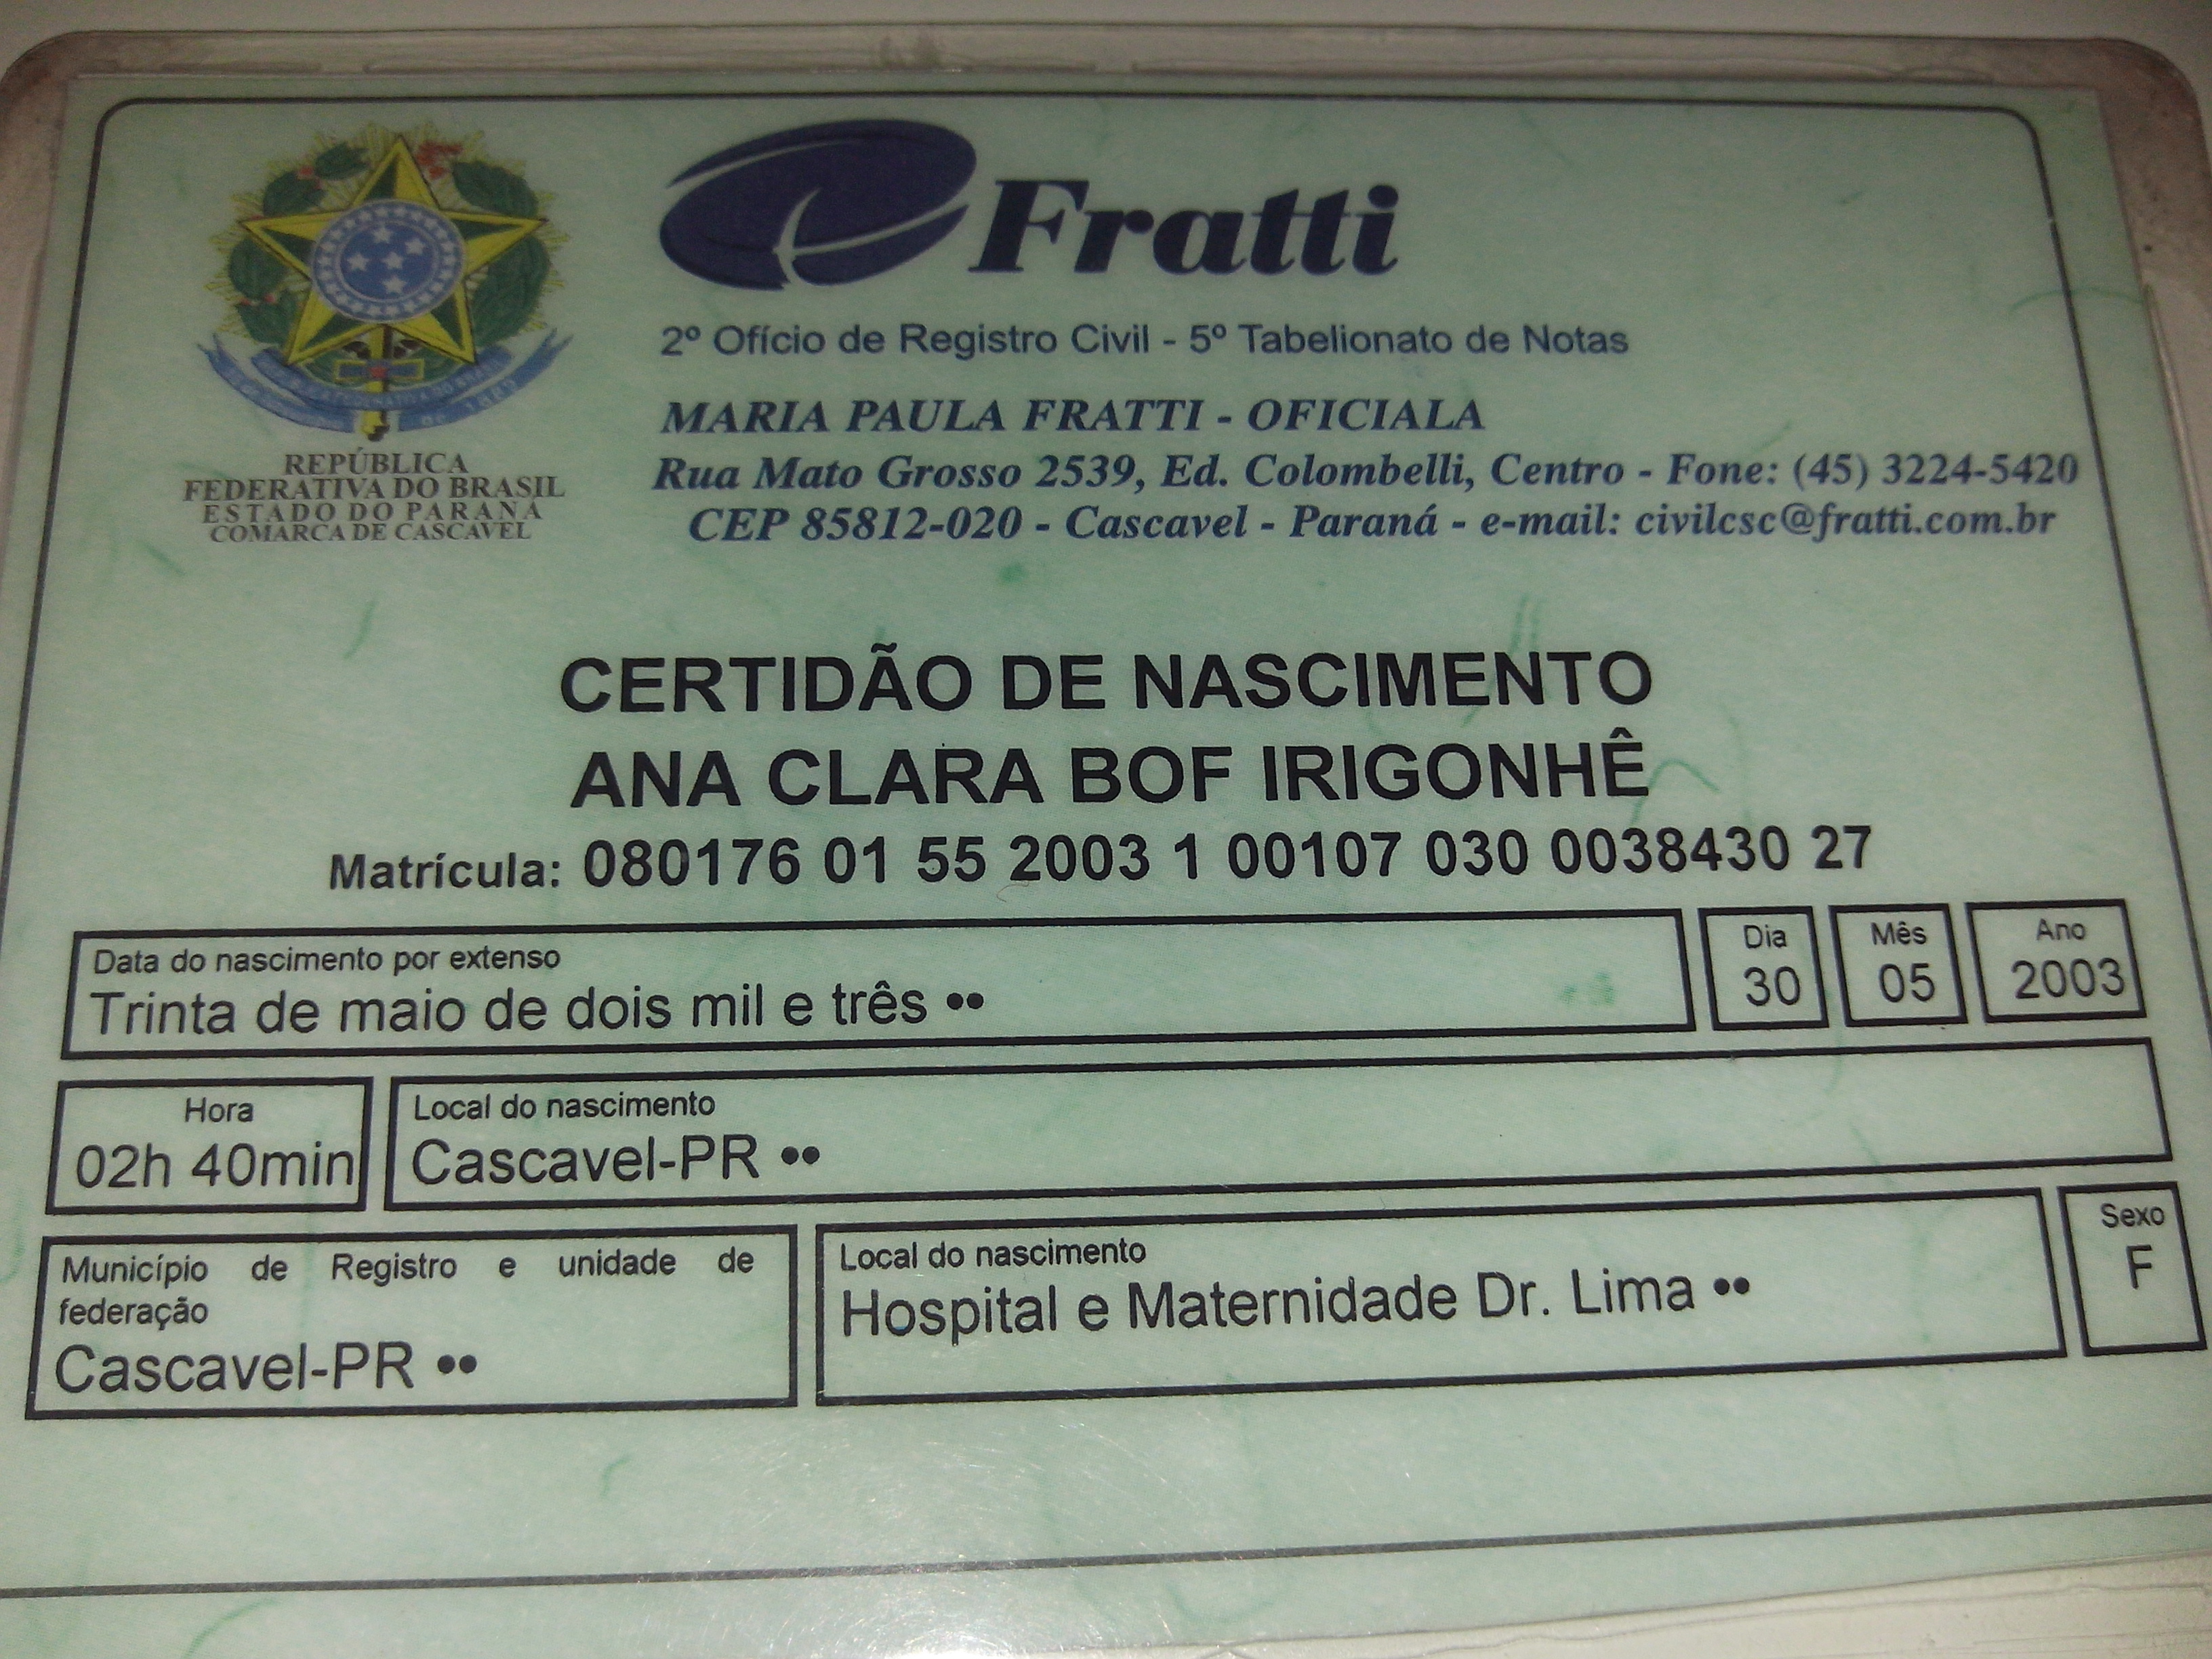 Fratti
2º Ofício de Registro Civil - 5º Tabelionato de Notas
MARIA PAULA FRATTI - OFICIALA
Rua Mato Grosso 2539, Ed. Colombelli, Centro - Fone: (45) 3224-5420
CEP 85812-020 - Cascavel - Paraná - e-mail: civilcsc@fratti.com.br
REPÚBLICA
FEDERATIVA DO BRASIL
ESTADO DO PARANÁ
COMARCA DE CASCAVEL
CERTIDÃO DE NASCIMENTO
ANA CLARA BOF IRIGONHÊ
Matrícula: 080176 01 55 2003 1 00107 030 0038430 27
Data do nascimento por extenso
Trinta de maio de dois mil e três ••
Dia
30
Mês
05
Ano
2003
Hora
02h 40min
Local do nascimento
Cascavel-PR ••
Município de Registro e unidade de
federação
Cascavel-PR ••
Local do nascimento
Hospital e Maternidade Dr. Lima ••
Sexo
F